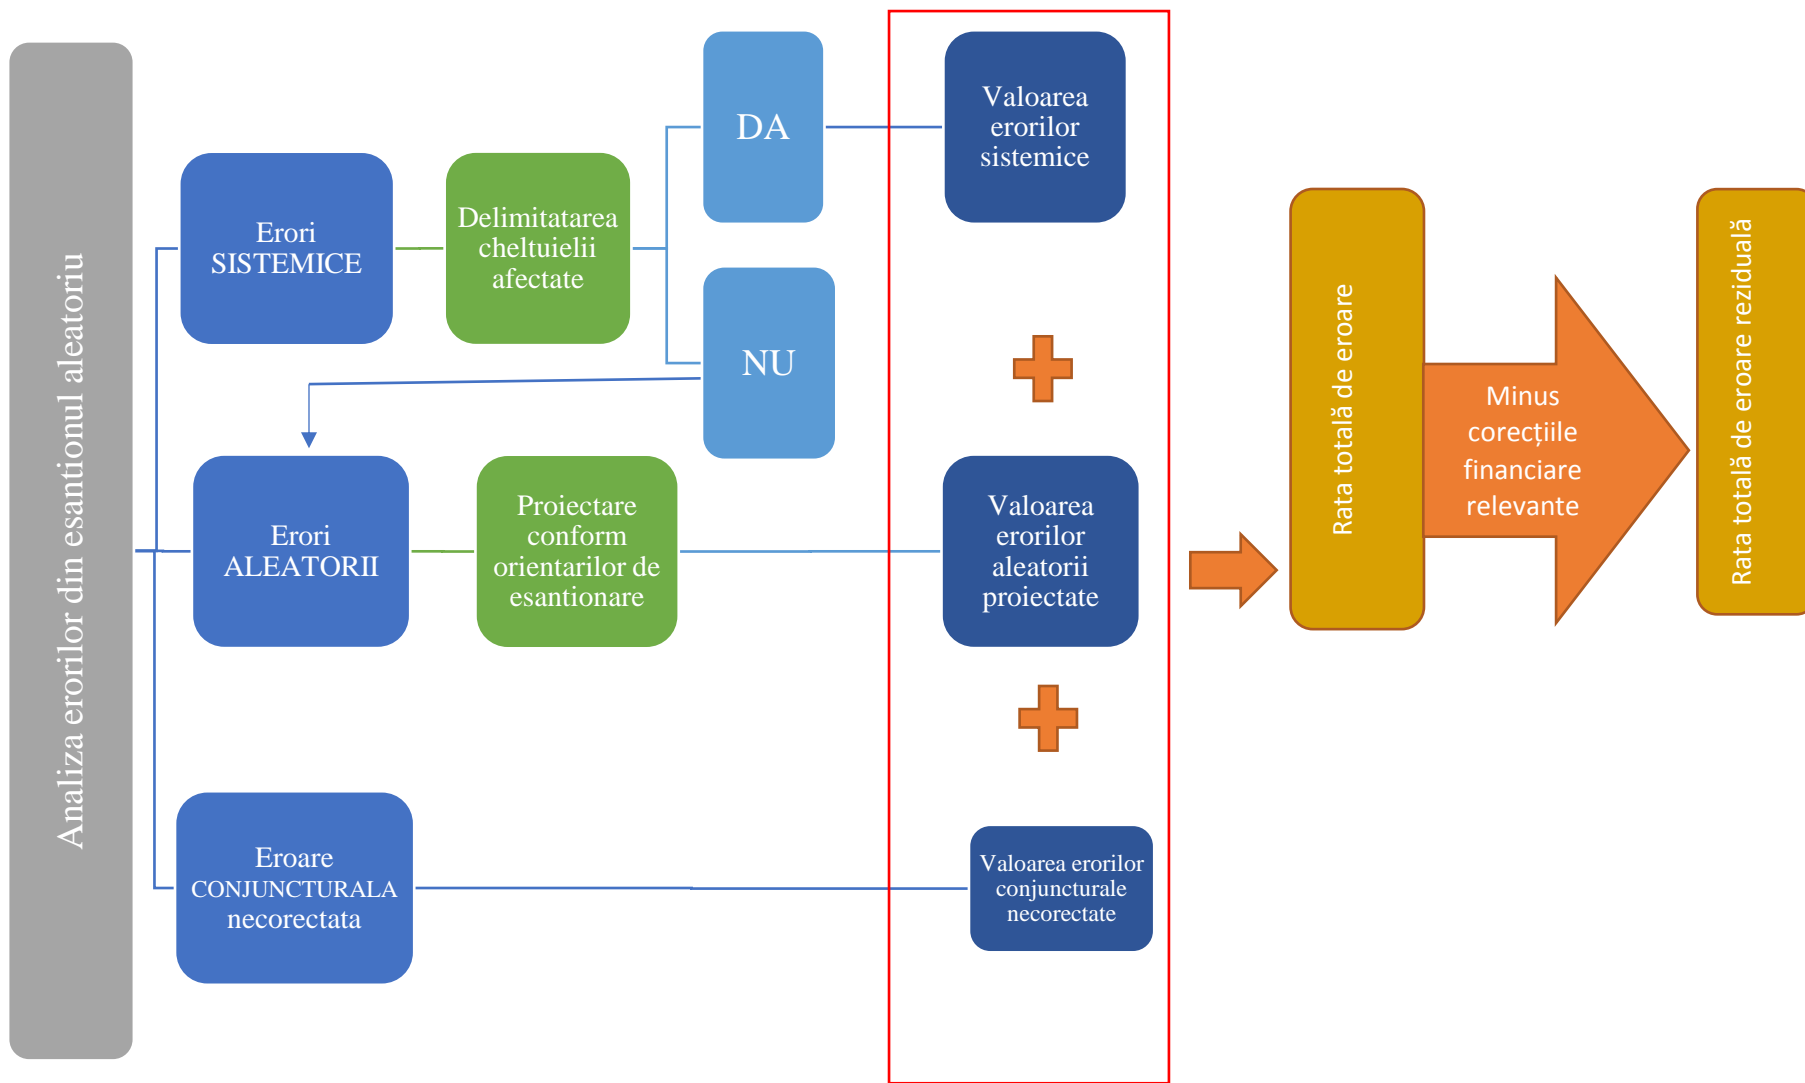 Analiza erorilor din esantionul aleatoriu
Erori
SISTEMICE
Delimitatarea
cheltuielii
afectate
DA
NU
Valoarea
erorilor
sistemice
Erori
ALEATORII
Proiectare
conform
orientarilor de
esantionare
Valoarea
erorilor
aleatorii
proiectate
Eroare
CONJUNCTURALA
necorectata
Valoarea erorilor
conjuncturale
necorectate
Rata totală de eroare
Minus
corecțiile
financiare
relevante
Rata totală de eroare reziduală